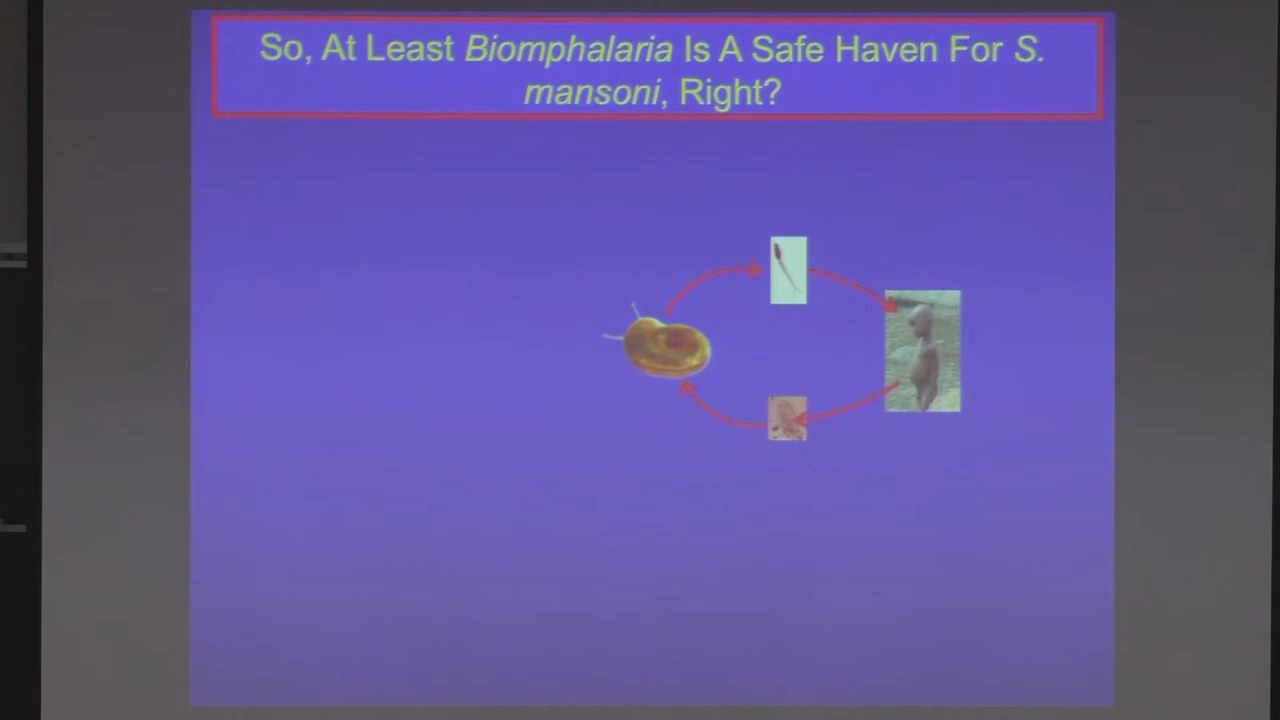 So, At Least Biomphalaria Is A Safe Haven For S.
mansoni, Right?